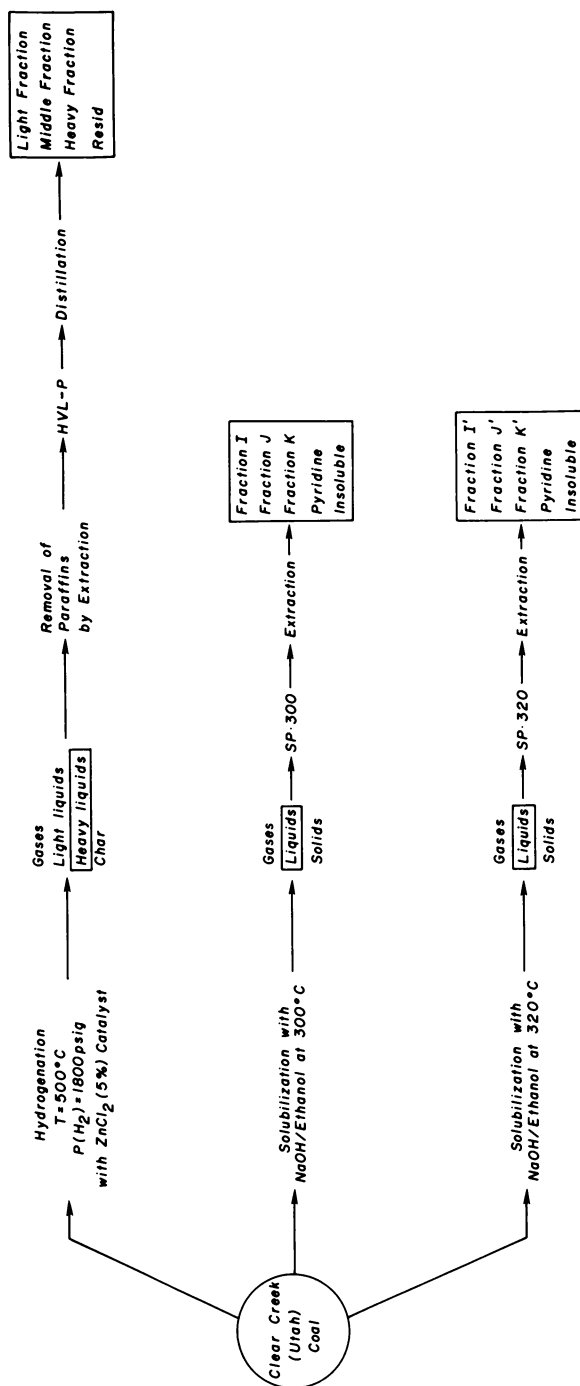 Clear Creek
(Utah)
Coal
Hydrogenation
T=500°C
P(H₂)=1800psig
with ZnCl₂(5%) Catalyst
Gases
Light liquids
Heavy liquids
Char
Removal of
Paraffins
by Extraction
HVL-P
Distillation
Light Fraction
Middle Fraction
Heavy Fraction
Resid
Solubilization with
NaOH/Ethanol at 300°C
Gases
Liquids
Solids
SP-300
Extraction
Fraction I
Fraction J
Fraction K
Pyridine
Insoluble
Solubilization with
NaOH/Ethanol at 320°C
Gases
Liquids
Solids
SP-320
Extraction
Fraction I'
Fraction J'
Fraction K'
Pyridine
Insoluble